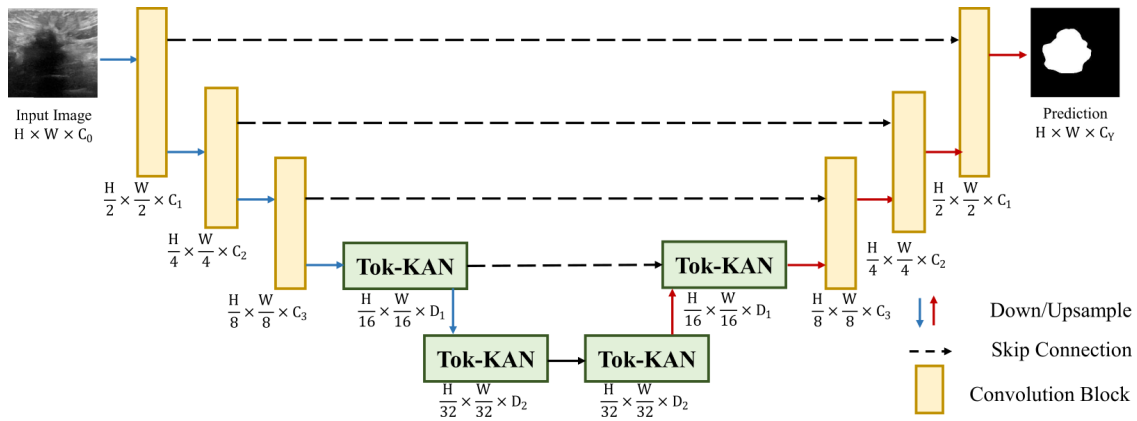 Input Image
H × W × C₀
H/2 × W/2 × C₁
H/4 × W/4 × C₂
H/8 × W/8 × C₃
Tok-KAN
H/16 × W/16 × D₁
Tok-KAN
H/32 × W/32 × D₂
Tok-KAN
H/32 × W/32 × D₂
Tok-KAN
H/16 × W/16 × D₁
H/8 × W/8 × C₃
H/4 × W/4 × C₂
H/2 × W/2 × C₁
Prediction
H × W × C_Y
Down/Upsample
Skip Connection
Convolution Block